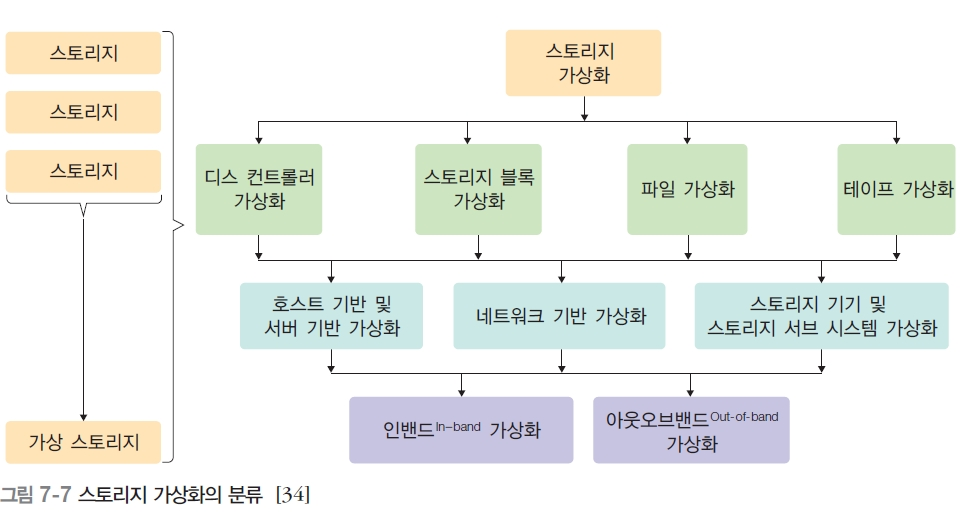 스토리지
스토리지
스토리지
가상 스토리지
스토리지
가상화
디스 컨트롤러
가상화
스토리지 블록
가상화
파일 가상화
테이프 가상화
호스트 기반 및
서버 기반 가상화
네트워크 기반 가상화
스토리지 기기 및
스토리지 서브 시스템 가상화
인밴드In-band 가상화
아웃오브밴드Out-of-band
가상화
그림 7-7 스토리지 가상화의 분류 [34]